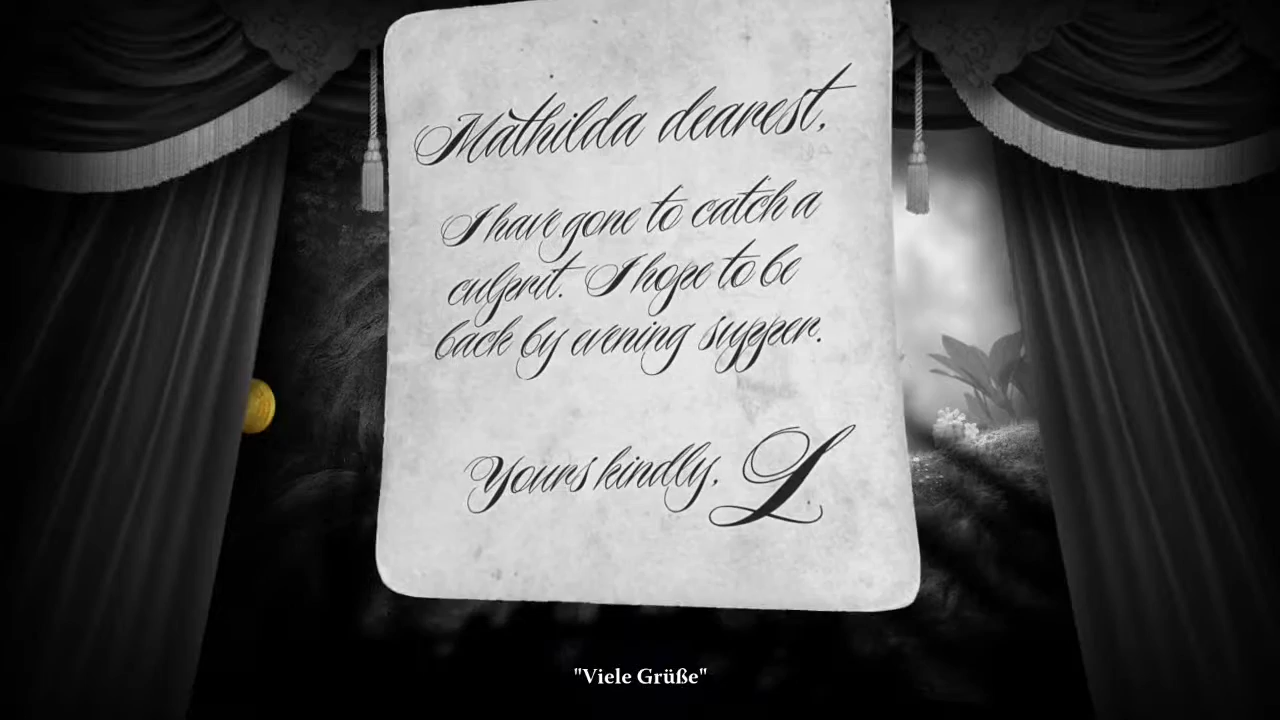 Mathilda dearest,
I have gone to catch a
culprit. I hope to be
back by evening supper.
Yours kindly, L
"Viele Grüße"